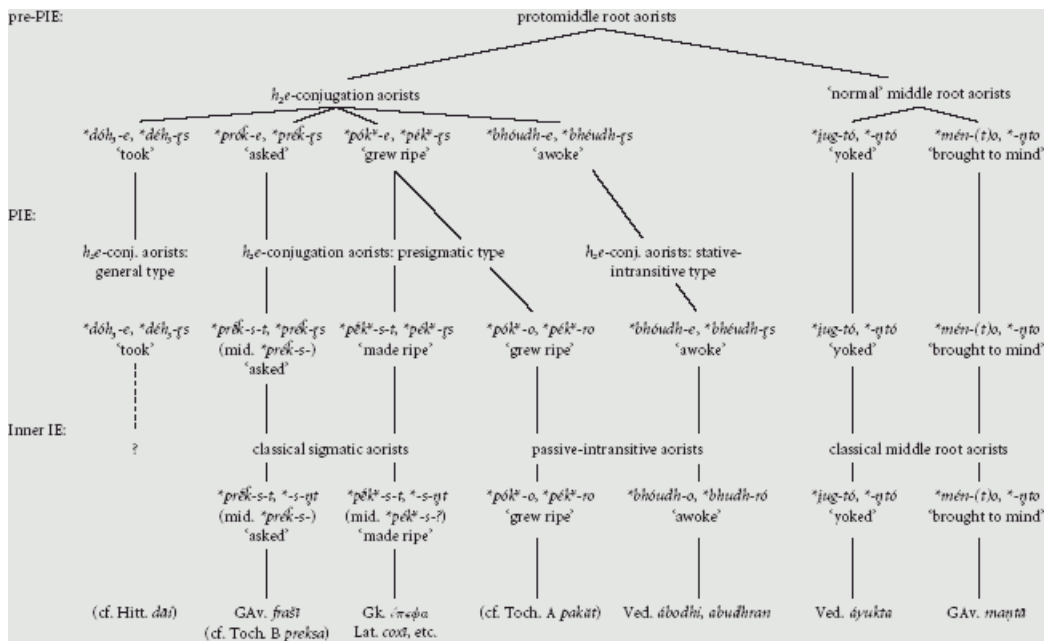 pre-PIE: protomiddle root aorists
h₂e-conjugation aorists 'normal' middle root aorists
*dóh₃-e, *déh₃-r̥s *prók̂-e, *prék̂-r̥s *pókʷ-e, *pékʷ-r̥s *bhóudh-e, *bhéudh-r̥s *jug-tó, *-n̥tó *mén-(t)o, *-n̥to
'took' 'asked' 'grew ripe' 'awoke' 'yoked' 'brought to mind'
PIE:
h₂e-conj. aorists: h₂e-conjugation aorists: presigmatic type h₂e-conj. aorists: stative-
general type intransitive type
*dóh₃-e, *déh₃-r̥s *prḗk̂-s-t, *prék̂-r̥s *pḗkʷ-s-t, *pékʷ-r̥s *pókʷ-o, *pékʷ-ro *bhóudh-e, *bhéudh-r̥s *jug-tó, *-n̥tó *mén-(t)o, *-n̥to
'took' (mid. *prék̂-s-) 'made ripe' 'grew ripe' 'awoke' 'yoked' 'brought to mind'
'asked'
Inner IE:
? classical sigmatic aorists passive-intransitive aorists classical middle root aorists
*prḗk̂-s-t, *-s-n̥t *pḗkʷ-s-t, *-s-n̥t *pókʷ-o, *pékʷ-ro *bhóudh-o, *bhudh-ró *jug-tó, *-n̥tó *mén-(t)o, *-n̥to
(mid. *prék̂-s-) (mid. *pékʷ-s-?) 'grew ripe' 'awoke' 'yoked' 'brought to mind'
'asked' 'made ripe'
(cf. Hitt. dāi) GAv. frašī Gk. ἔπεψα (cf. Toch. A pakät) Ved. ábodhi, abudhran Ved. áyukta GAv. maṇtā
(cf. Toch. B preksa) Lat. coxī, etc.